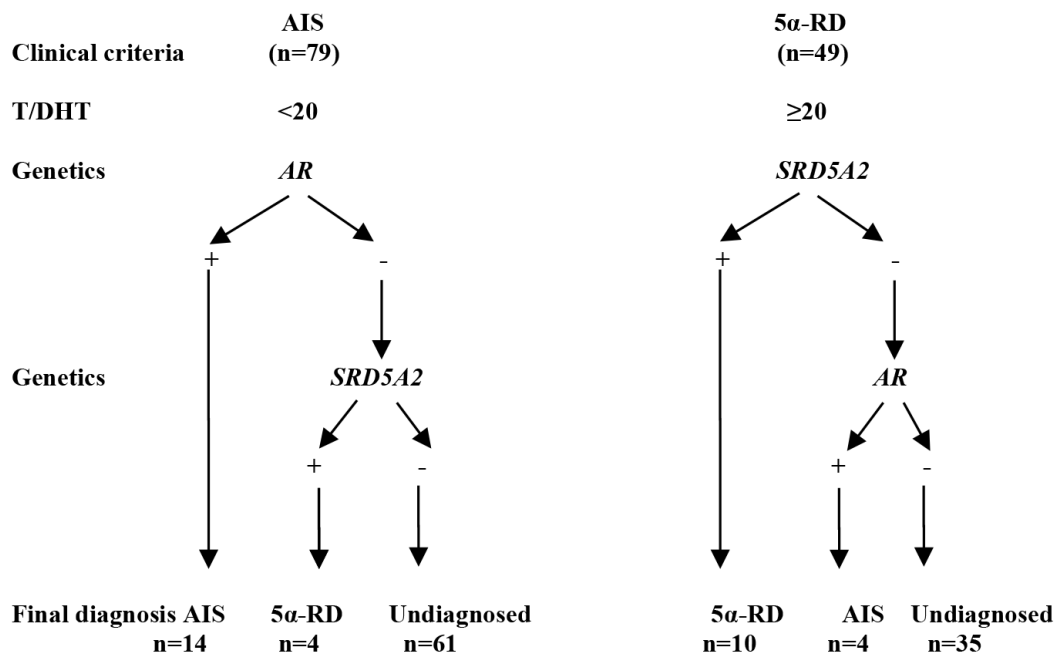 AIS 5α-RD
Clinical criteria (n=79) (n=49)
T/DHT <20 ≥20
Genetics AR SRD5A2
+ - + -
Genetics SRD5A2 AR
+ - + -
Final diagnosis AIS 5α-RD Undiagnosed 5α-RD AIS Undiagnosed
n=14 n=4 n=61 n=10 n=4 n=35